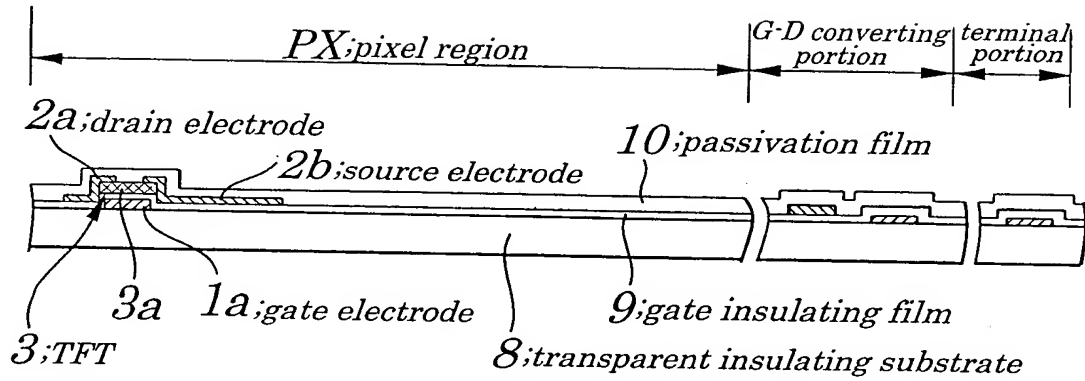 PX;pixel region
G-D converting
portion
terminal
portion
2a;drain electrode
2b;source electrode
10;passivation film
3a
1a;gate electrode
9;gate insulating film
3;TFT
8;transparent insulating substrate